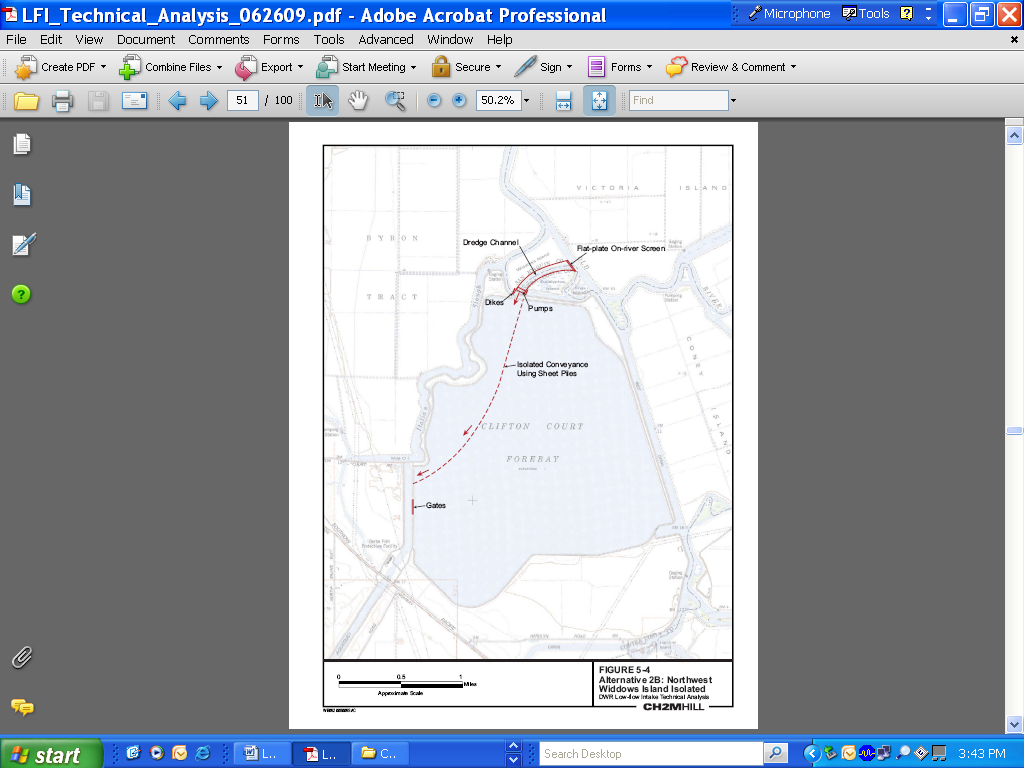 LFI_Technical_Analysis_062609.pdf - Adobe Acrobat Professional
Microphone Tools
File Edit View Document Comments Forms Tools Advanced Window Help
Create PDF Combine Files Export Start Meeting Secure Sign Forms Review & Comment
51 / 100 50.2% Find
VICTORIA ISLAND
BYRON
TRACT
Dredge Channel
Flat-plate On-river Screen
Dikes
Pumps
RIVER
CONEY
ISLAND
Isolated Conveyance
Using Sheet Piles
CLIFTON COURT
FOREBAY
Gates
0 0.5 1
Miles
Approximate Scale
FIGURE 5-4
Alternative 2B: Northwest
Widdows Island Isolated
DWR Low-flow Intake Technical Analysis
CH2MHILL
start L... L... C... Search Desktop 3:43 PM